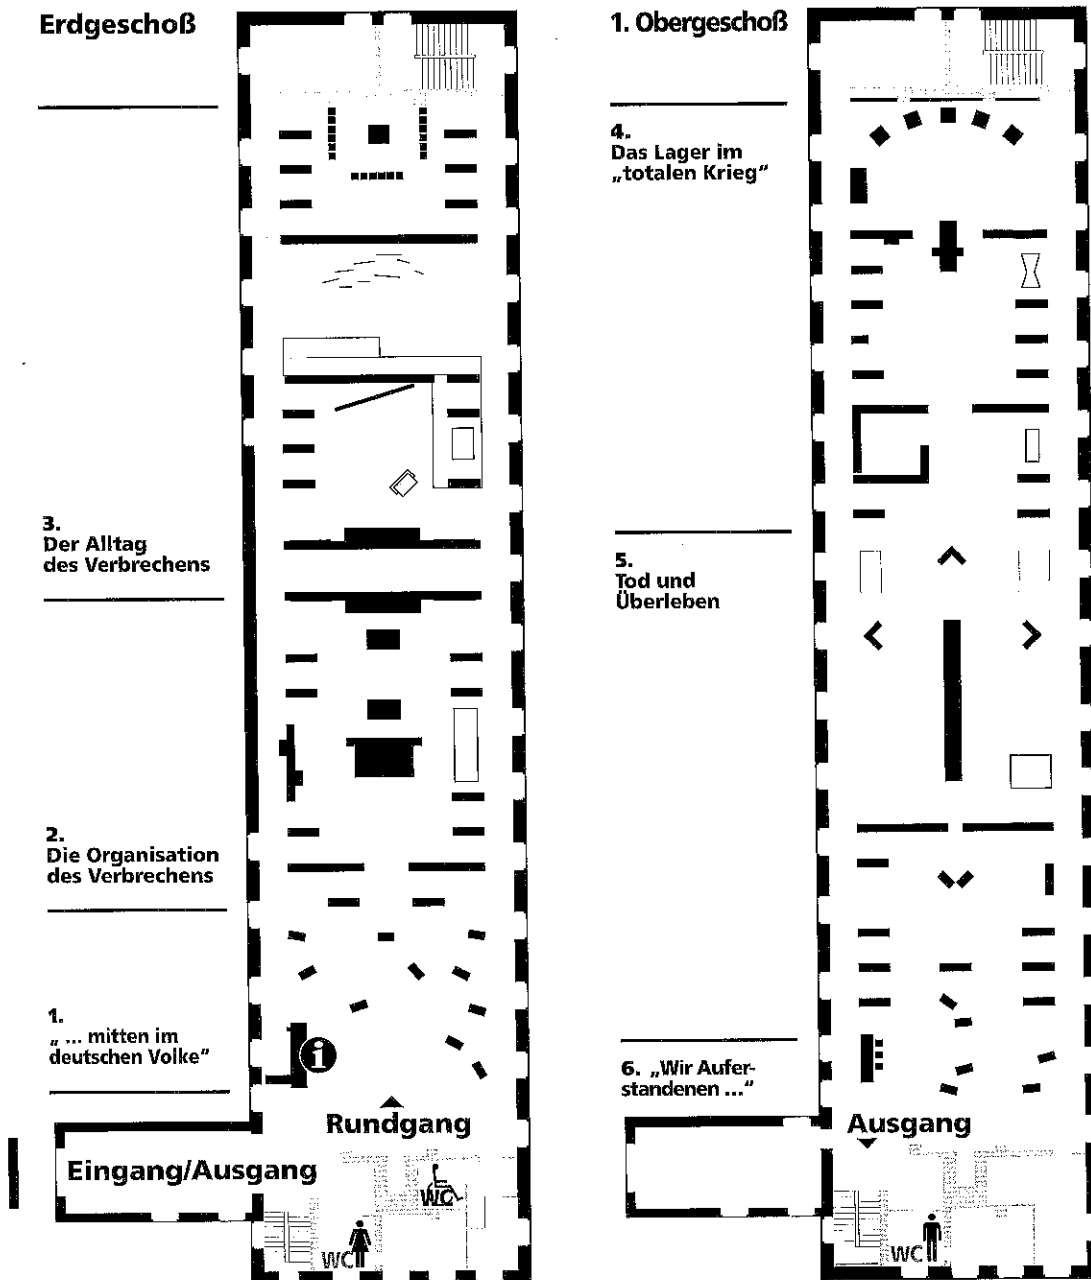 Erdgeschoß
3.
Der Alltag
des Verbrechens
2.
Die Organisation
des Verbrechens
1.
„ ... mitten im
deutschen Volke“
i
Rundgang
Eingang/Ausgang
WC
WC
1. Obergeschoß
4.
Das Lager im
„totalen Krieg“
5.
Tod und
Überleben
6. „Wir Aufer-
standenen ...“
Ausgang
WC